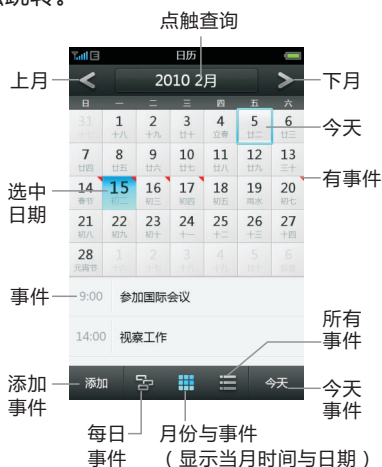 点触查询
日历
上月
2010 2月
下月
日 一 二 三 四 五 六
31 1 2 3 4 5 6
十八 十九 廿十 廿一 立春 廿二 廿三
今天
7 8 9 10 11 12 13
廿四 廿五 廿六 廿七 廿八 廿九 三十
有事件
14 15 16 17 18 19 20
春节 初二 初三 初四 初五 雨水 初七
选中
日期
21 22 23 24 25 26 27
初八 初九 初十 十一 十二 十三 十四
28 1 2 3 4 5 6
元宵节
事件
9:00 参加国际会议
14:00 视察工作
所有
事件
添加 今天
添加
事件
今天
事件
每日
事件
月份与事件
(显示当月时间与日期)